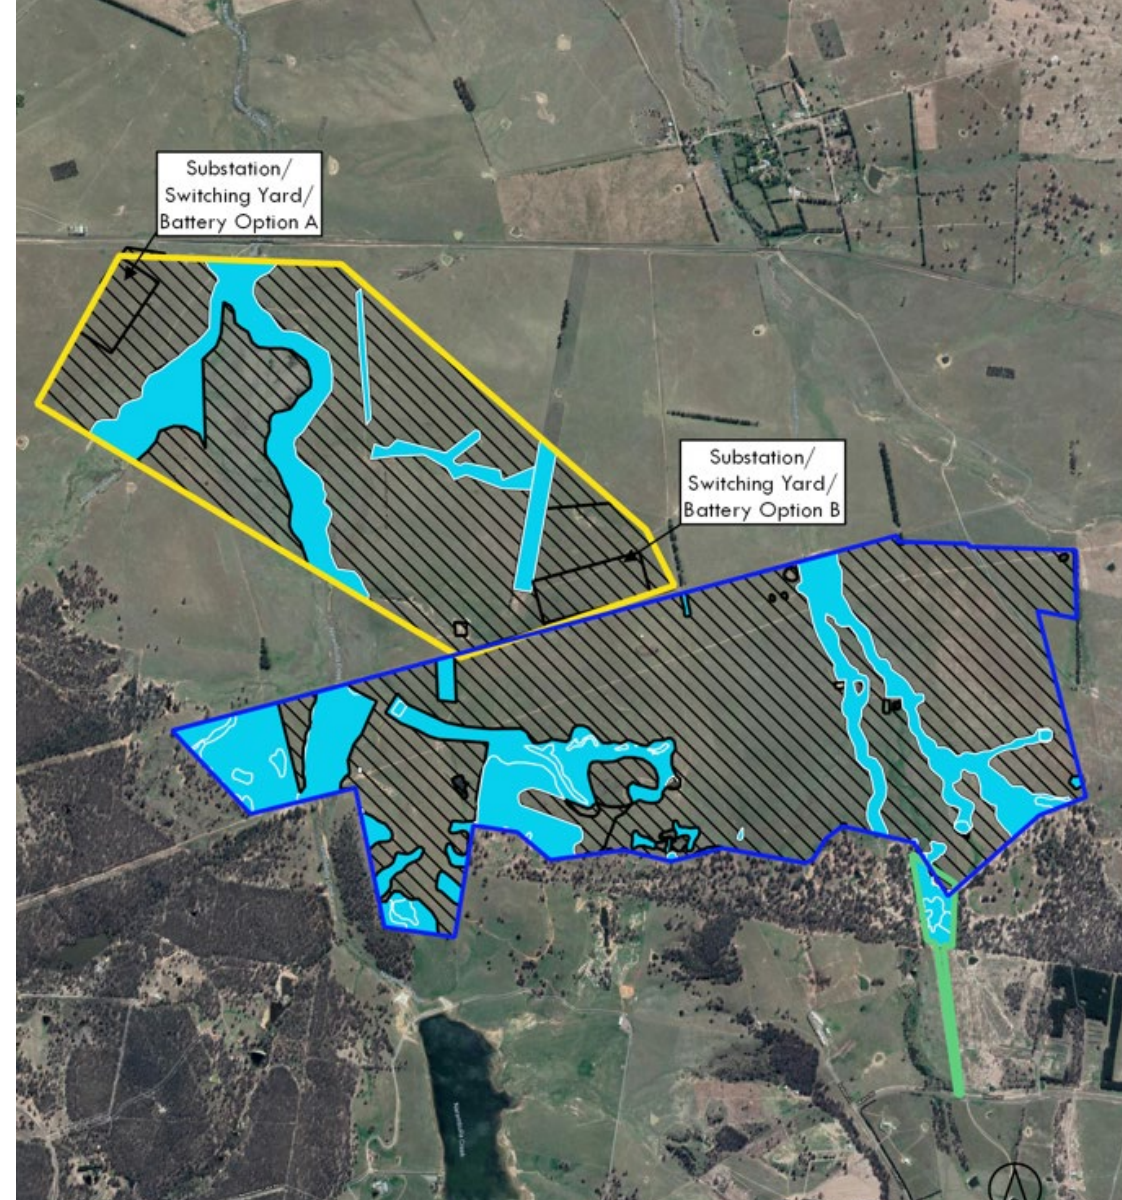 Substation/
Switching Yard/
Battery Option A
Substation/
Switching Yard/
Battery Option B